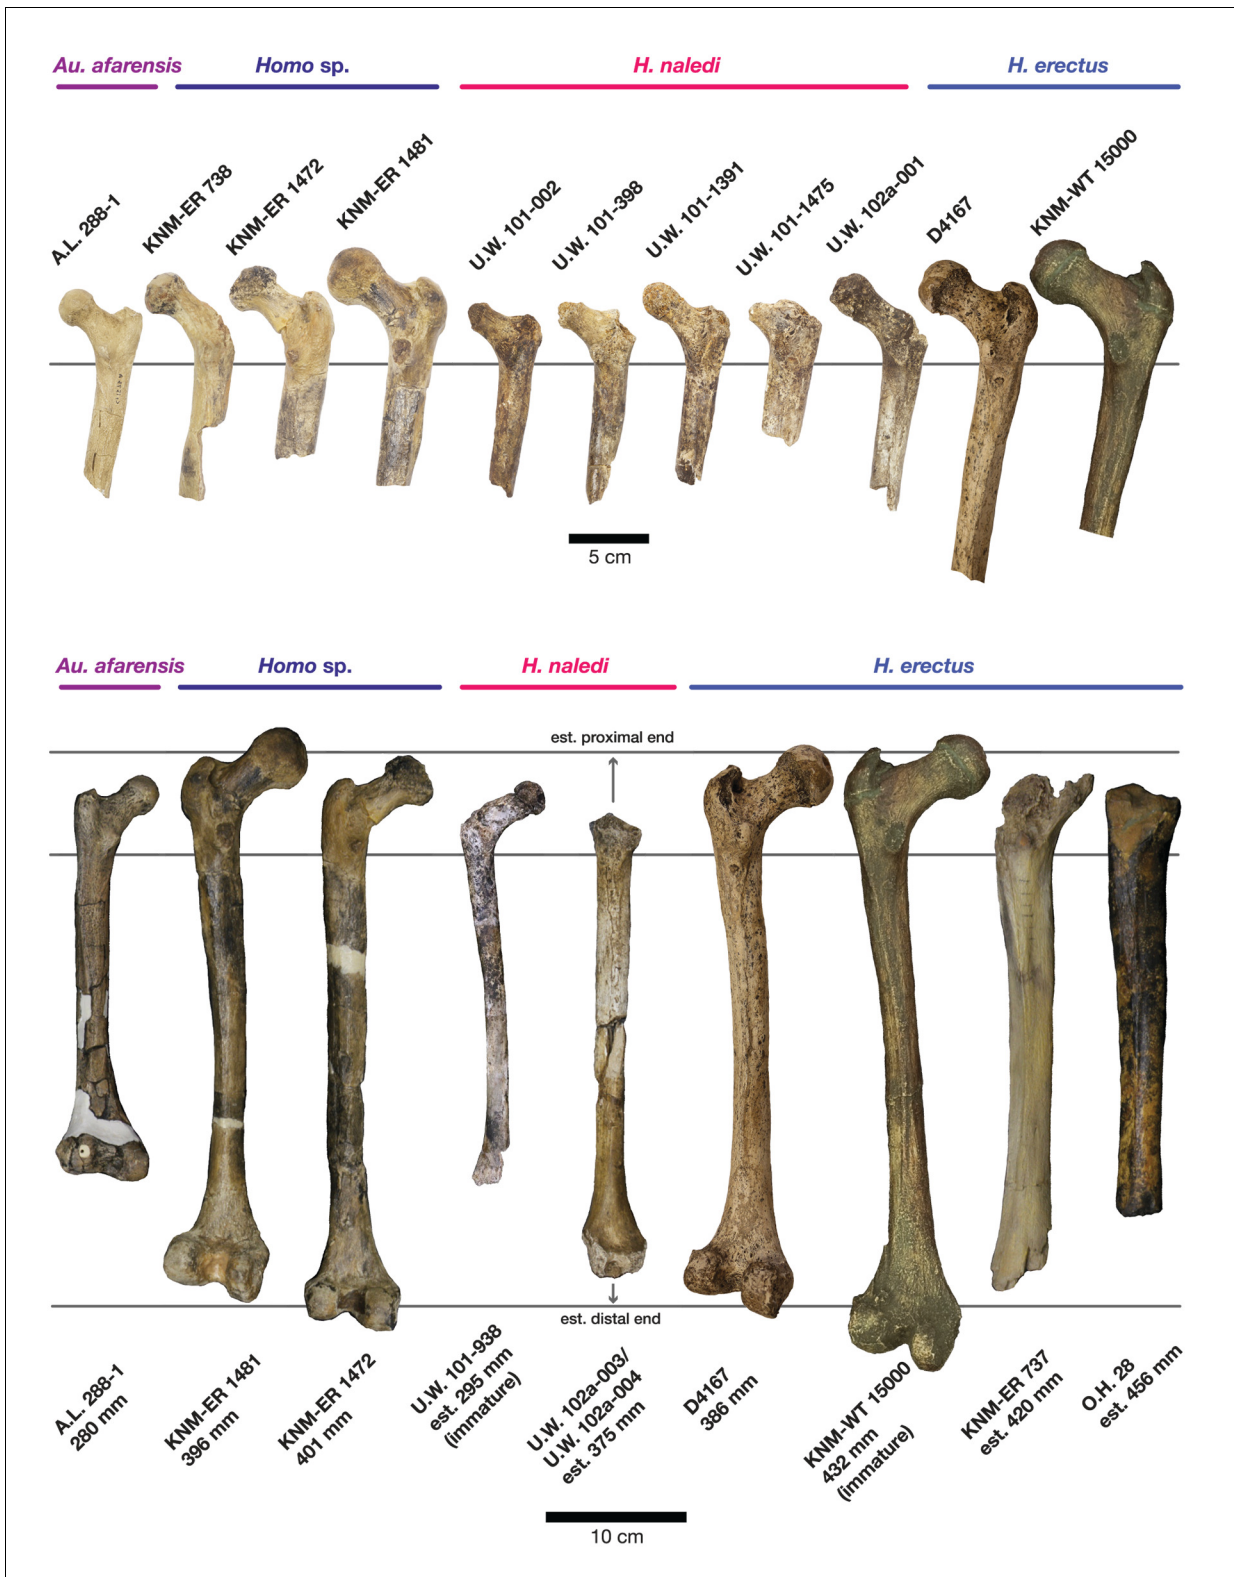 Au. afarensis
Homo sp.
H. naledi
H. erectus
A.L. 288-1
KNM-ER 738
KNM-ER 1472
KNM-ER 1481
U.W. 101-002
U.W. 101-398
U.W. 101-1391
U.W. 101-1475
U.W. 102a-001
D4167
KNM-WT 15000
5 cm
Au. afarensis
Homo sp.
H. naledi
H. erectus
est. proximal end
est. distal end
A.L. 288-1
280 mm
KNM-ER 1481
396 mm
KNM-ER 1472
401 mm
U.W. 101-938
est. 295 mm
(immature)
U.W. 102a-003/
U.W. 102a-004
est. 375 mm
D4167
386 mm
KNM-WT 15000
432 mm
(immature)
KNM-ER 737
est. 420 mm
O.H. 28
est. 456 mm
10 cm